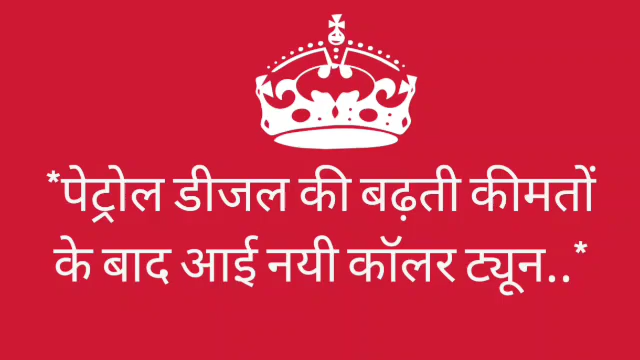 *पेट्रोल डीजल की बढ़ती कीमतों
के बाद आई नयी कॉलर ट्यून..*